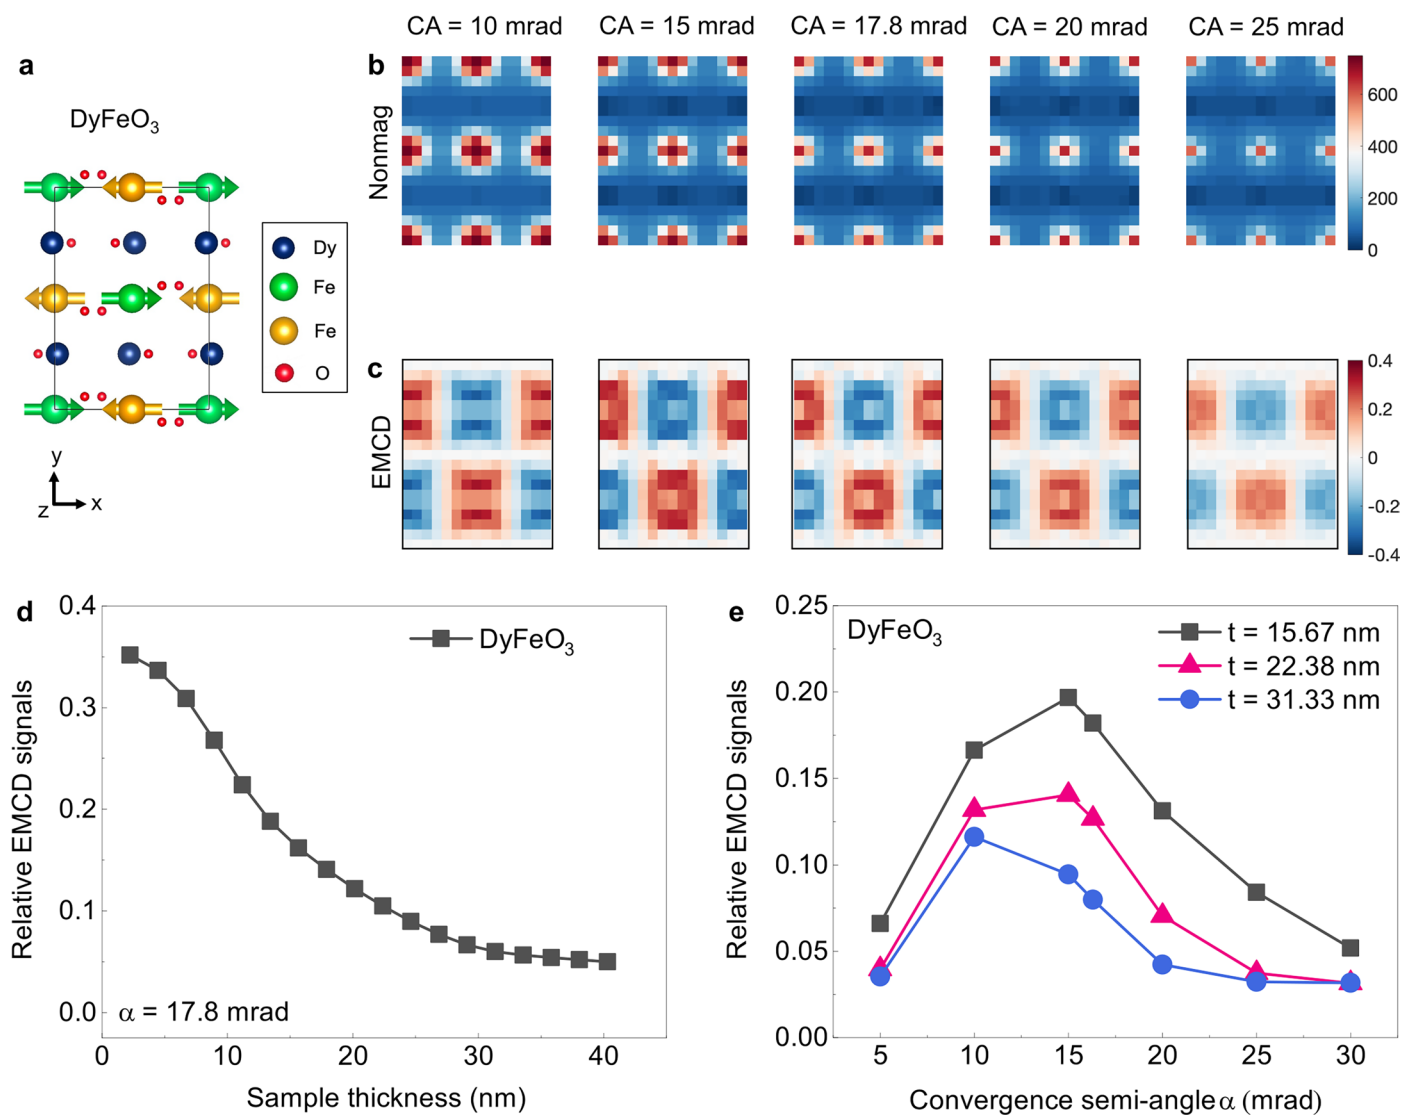 a
DyFeO3
Dy
Fe
Fe
O
y
z
x
CA = 10 mrad
CA = 15 mrad
CA = 17.8 mrad
CA = 20 mrad
CA = 25 mrad
b
Nonmag
600
400
200
0
c
EMCD
0.4
0.2
0
-0.2
-0.4
d
0.4
0.3
0.2
0.1
0.0
Relative EMCD signals
DyFeO3
α = 17.8 mrad
0 10 20 30 40
Sample thickness (nm)
e
0.25
0.20
0.15
0.10
0.05
0.00
Relative EMCD signals
DyFeO3
t = 15.67 nm
t = 22.38 nm
t = 31.33 nm
5 10 15 20 25 30
Convergence semi-angle α (mrad)